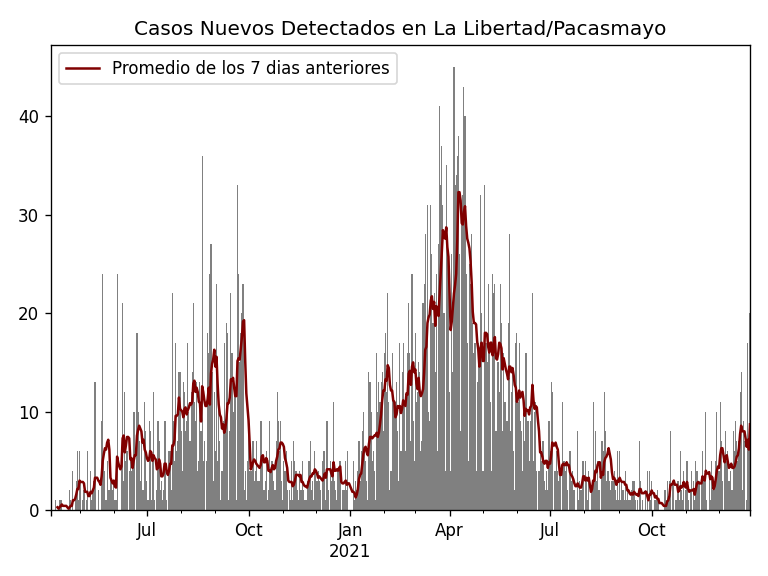 Casos Nuevos Detectados en La Libertad/Pacasmayo
Promedio de los 7 dias anteriores
40
30
20
10
0
Jul Oct Jan Apr Jul Oct
2021